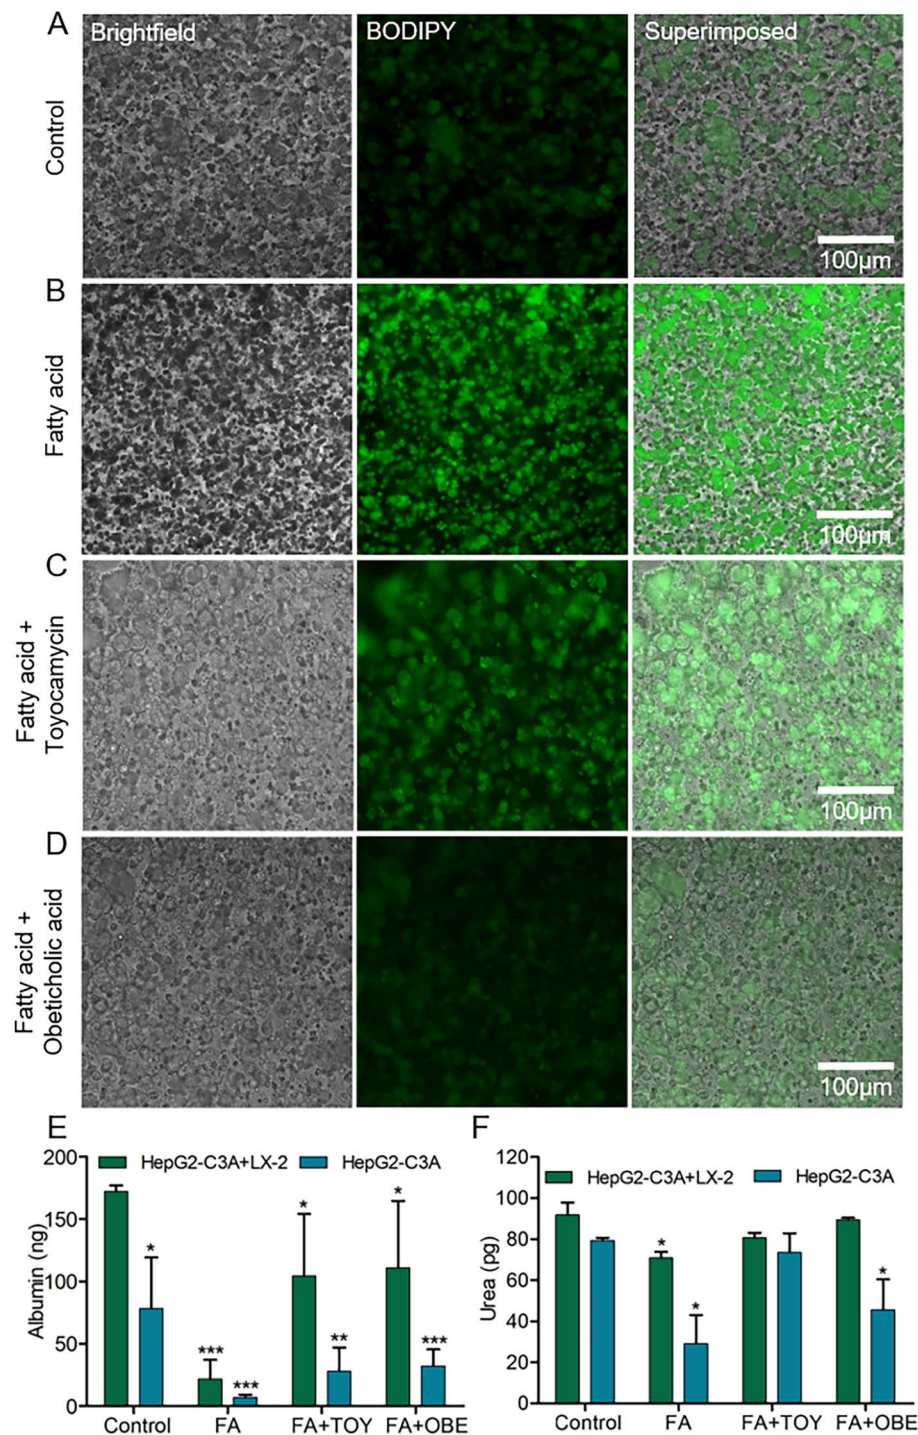 A
Brightfield
BODIPY
Superimposed
Control
100µm
B
Fatty acid
100µm
C
Fatty acid +
Toyocamycin
100µm
D
Fatty acid +
Obeticholic acid
100µm
E
HepG2-C3A+LX-2
HepG2-C3A
Albumin (ng)
200
150
100
50
0
*
***
***
*
**
*
***
Control
FA
FA+TOY
FA+OBE
F
HepG2-C3A+LX-2
HepG2-C3A
Urea (pg)
120
100
80
60
40
20
0
*
*
*
Control
FA
FA+TOY
FA+OBE